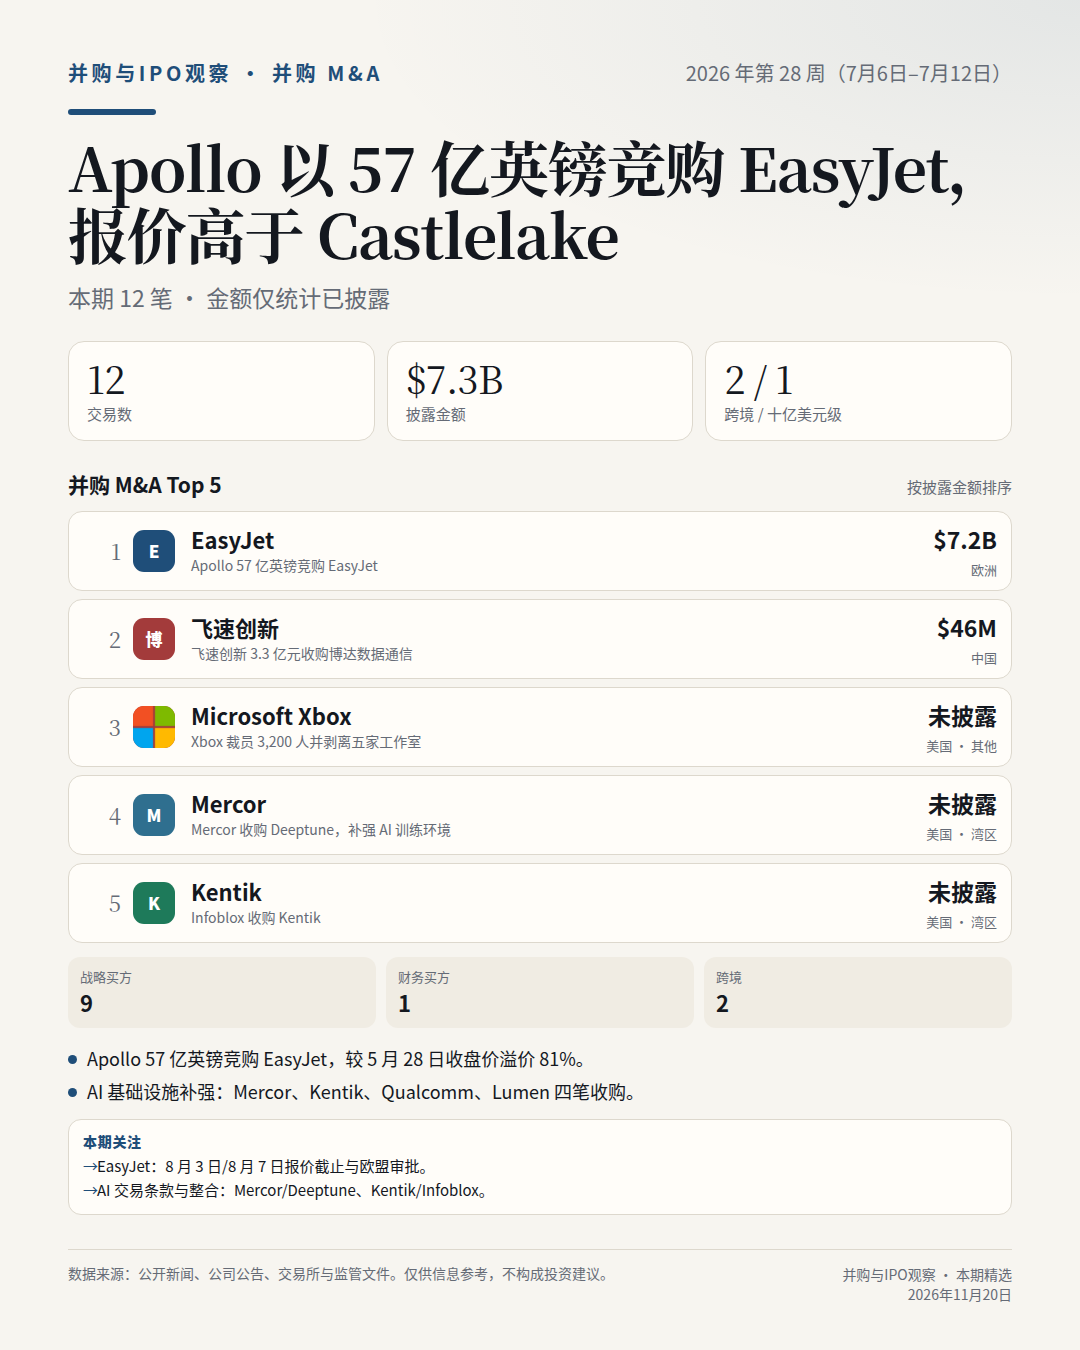 并购与IPO观察 · 并购 M&A
2026 年第 28 周（7月6日–7月12日）
Apollo 以 57 亿英镑竞购 EasyJet,
报价高于 Castlelake
本期 12 笔 · 金额仅统计已披露
12
交易数
$7.3B
披露金额
2 / 1
跨境 / 十亿美元级
并购 M&A Top 5
按披露金额排序
1
E
EasyJet
Apollo 57 亿英镑竞购 EasyJet
$7.2B
欧洲
2
博
飞速创新
飞速创新 3.3 亿元收购博达数据通信
$46M
中国
3
Microsoft Xbox
Xbox 裁员 3,200 人并剥离五家工作室
未披露
美国 · 其他
4
M
Mercor
Mercor 收购 Deeptune，补强 AI 训练环境
未披露
美国 · 湾区
5
K
Kentik
Infoblox 收购 Kentik
未披露
美国 · 湾区
战略买方
9
财务买方
1
跨境
2
Apollo 57 亿英镑竞购 EasyJet，较 5 月 28 日收盘价溢价 81%。
AI 基础设施补强：Mercor、Kentik、Qualcomm、Lumen 四笔收购。
本期关注
→EasyJet：8 月 3 日/8 月 7 日报价截止与欧盟审批。
→AI 交易条款与整合：Mercor/Deeptune、Kentik/Infoblox。
数据来源：公开新闻、公司公告、交易所与监管文件。仅供信息参考，不构成投资建议。
并购与IPO观察 · 本期精选
2026年11月20日